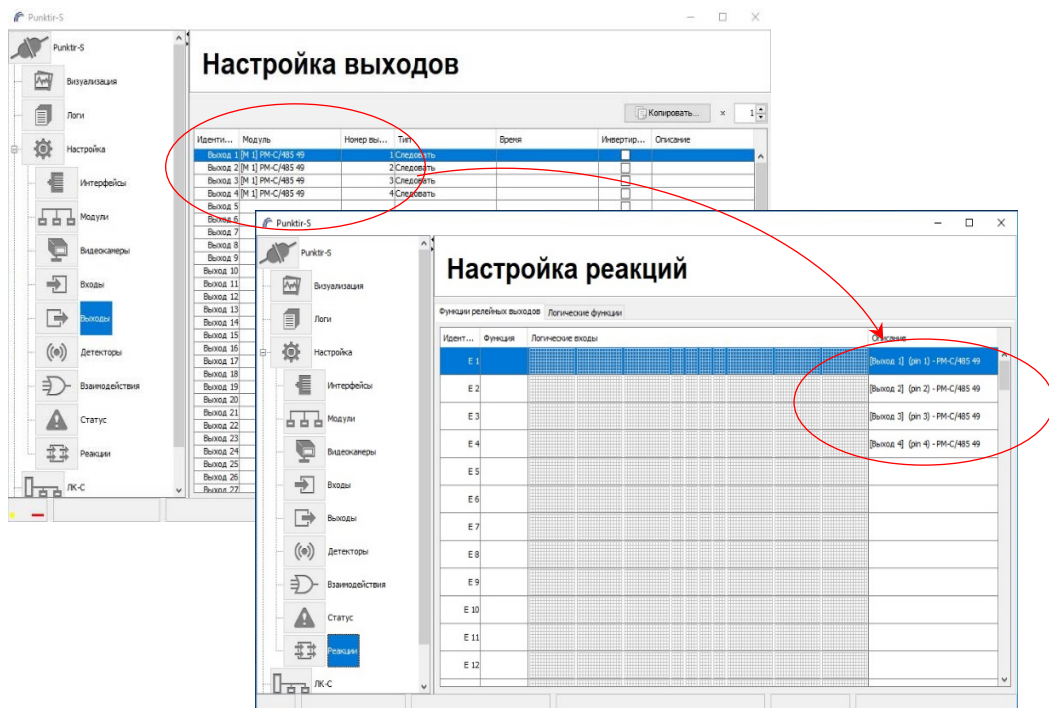 Punktir-S
Punktir-S
Визуализация
Логи
Настройка
Интерфейсы
Модули
Видеокамеры
Входы
Выходы
Детекторы
Взаимодействия
Статус
Реакции
ЛК-С
Настройка выходов
Копировать... × 1
Иденти... Модуль Номер вы... Тип Время Инвертир... Описание
Выход 1 [М 1] РМ-С/485 49 1 Следовать
Выход 2 [М 1] РМ-С/485 49 2 Следовать
Выход 3 [М 1] РМ-С/485 49 3 Следовать
Выход 4 [М 1] РМ-С/485 49 4 Следовать
Выход 5
Выход 6
Выход 7
Выход 8
Выход 9
Выход 10
Выход 11
Выход 12
Выход 13
Выход 14
Выход 15
Выход 16
Выход 17
Выход 18
Выход 19
Выход 20
Выход 21
Выход 22
Выход 23
Выход 24
Выход 25
Выход 26
Выход 27
Punktir-S
Punktir-S
Визуализация
Логи
Настройка
Интерфейсы
Модули
Видеокамеры
Входы
Выходы
Детекторы
Взаимодействия
Статус
Реакции
ЛК-С
Настройка реакций
Функции релейных выходов Логические функции
Идент... Функция Логические входы Описание
E 1 [Выход 1] (pin 1) - РМ-С/485 49
E 2 [Выход 2] (pin 2) - РМ-С/485 49
E 3 [Выход 3] (pin 3) - РМ-С/485 49
E 4 [Выход 4] (pin 4) - РМ-С/485 49
E 5
E 6
E 7
E 8
E 9
E 10
E 11
E 12